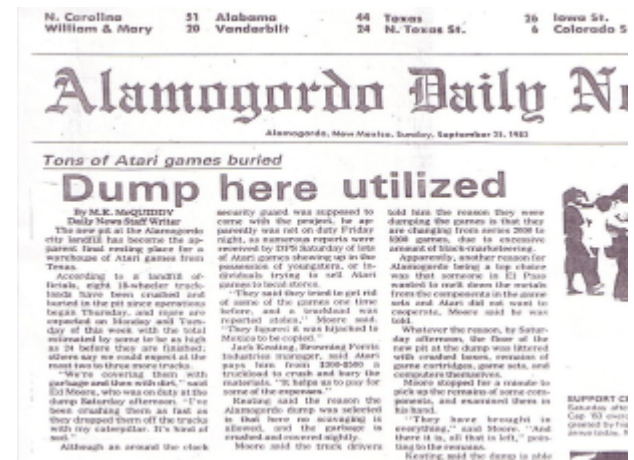 N. Carolina 51 Alabama 44 Texas 26 Iowa St.
William & Mary 20 Vanderbilt 24 N. Texas St. 6 Colorado S
Alamogordo Daily N
Alamogordo, New Mexico, Sunday, September 25, 1983
Tons of Atari games buried
Dump here utilized
By M.E. McQUIDDY
Daily News Staff Writer
The new pit at the Alamogordo
city landfill has become the ap-
parent final resting place for a
warehouse of Atari games from
Texas.
According to a landfill of-
ficials, eight 18-wheeler truck-
loads have been crushed and
buried in the pit since operations
began Thursday, and more are
expected on Monday and Tues-
day of this week with the total
estimated by some to be as high
as 24 before they are finished;
others say we could expect at the
most two to three more trucks.
"We're covering them with
garbage and then with dirt," said
Ed Moore, who was on duty at the
dump Saturday afternoon. "I've
been crushing them as fast as
they dropped them off the trucks
with my caterpillar. It's kind of
sad."
Although an around the clock
security guard was supposed to
come with the project, he ap-
parently was not on duty Friday
night, as numerous reports were
received by Saturday of lots
of Atari games showing up in the
possession of youngsters, or in-
dividuals trying to sell Atari
games to local stores.
"They said they tried to get rid
of some of the games one time
before, and a truckload was
reported stolen," Moore said.
"They figured it was hijacked to
Mexico to be copied."
Jack Keating, Browning Ferris
Industries manager, said Atari
pays him from $300-$500 a
truckload to crush and bury the
materials. "It helps us to pay for
some of the expenses."
Keating said the reason the
Alamogordo dump was selected
is that here no scavaging is
allowed, and the garbage is
crushed and covered nightly.
Moore said the truck drivers
told him the reason they were
dumping the games is that they
are changing from series 2600 to
games, due to excessive
amount of black-marketeering.
Apparently, another reason for
Alamogordo being a top choice
was that someone in El Paso
wanted to melt down the metals
from the components in the game
sets and Atari did not want to
cooperate, Moore said he was
told.
Whatever the reason, by Satur-
day afternoon, the floor of the
new pit at the dump was littered
with crushed boxes, remains of
game cartridges, game sets, and
computers themselves.
Moore stopped for a minute to
pick up the remains of some com-
ponents, and examined them in
his hand.
"They have brought in
everything," said Moore. "And
there it is, all that is left," poin-
ting to the remains.
Keating said the dump is able
SUPPORT C